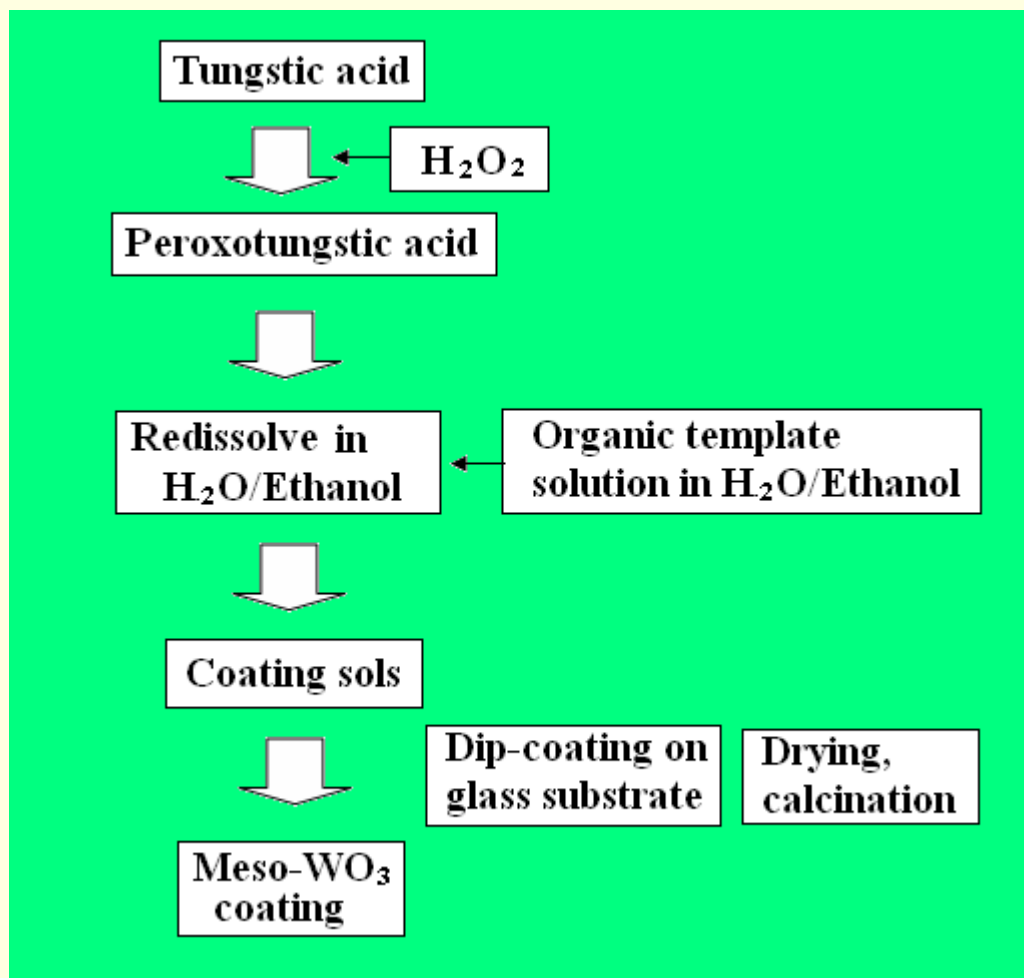 Tungstic acid
H₂O₂
Peroxotungstic acid
Redissolve in
H₂O/Ethanol
Organic template
solution in H₂O/Ethanol
Coating sols
Dip-coating on
glass substrate
Drying,
calcination
Meso-WO₃
coating